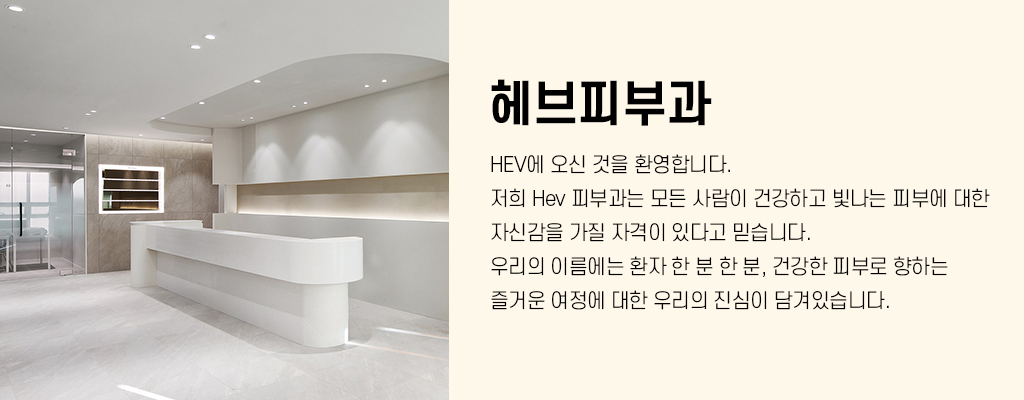 헤브피부과
HEV에 오신 것을 환영합니다.
저희 Hev 피부과는 모든 사람이 건강하고 빛나는 피부에 대한
자신감을 가질 자격이 있다고 믿습니다.
우리의 이름에는 환자 한 분 한 분, 건강한 피부로 향하는
즐거운 여정에 대한 우리의 진심이 담겨있습니다.